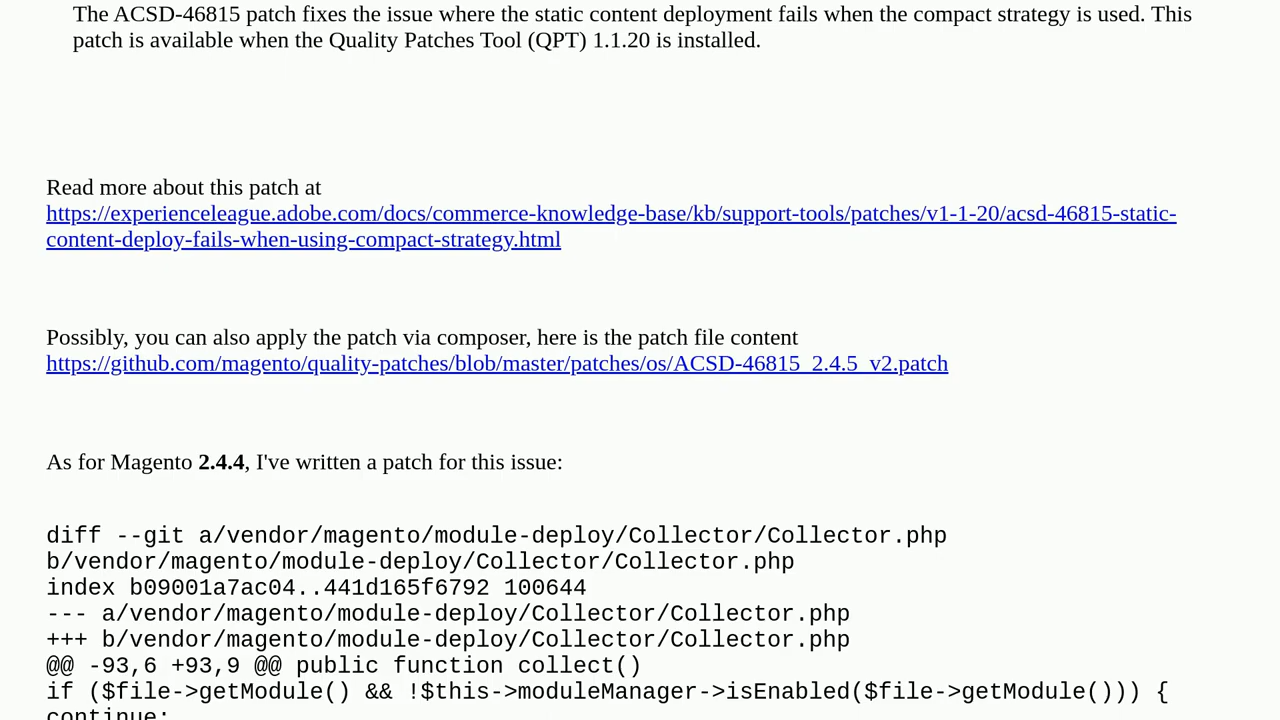 The ACSD-46815 patch fixes the issue where the static content deployment fails when the compact strategy is used. This
patch is available when the Quality Patches Tool (QPT) 1.1.20 is installed.
Read more about this patch at
https://experienceleague.adobe.com/docs/commerce-knowledge-base/kb/support-tools/patches/v1-1-20/acsd-46815-static-
content-deploy-fails-when-using-compact-strategy.html
Possibly, you can also apply the patch via composer, here is the patch file content
https://github.com/magento/quality-patches/blob/master/patches/os/ACSD-46815_2.4.5_v2.patch
As for Magento 2.4.4, I've written a patch for this issue:
diff --git a/vendor/magento/module-deploy/Collector/Collector.php
b/vendor/magento/module-deploy/Collector/Collector.php
index b09001a7ac04..441d165f6792 100644
--- a/vendor/magento/module-deploy/Collector/Collector.php
+++ b/vendor/magento/module-deploy/Collector/Collector.php
@@ -93,6 +93,9 @@ public function collect()
if ($file->getModule() && !$this->moduleManager->isEnabled($file->getModule())) {
continue;